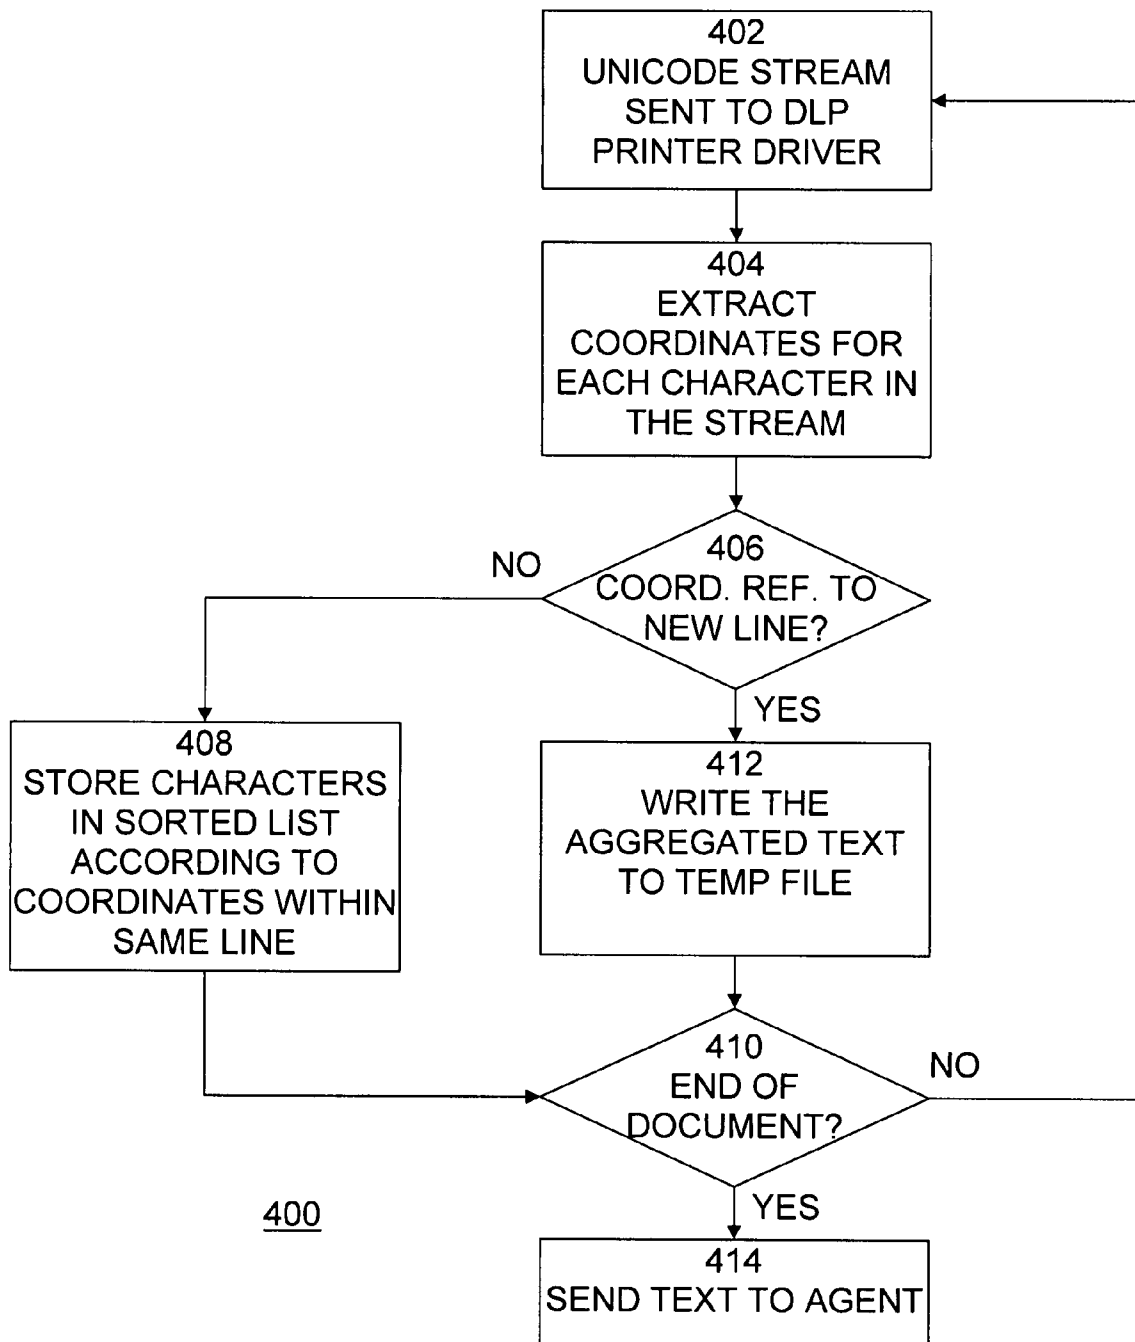 402
UNICODE STREAM
SENT TO DLP
PRINTER DRIVER
404
EXTRACT
COORDINATES FOR
EACH CHARACTER IN
THE STREAM
406
COORD. REF. TO
NEW LINE?
NO
YES
408
STORE CHARACTERS
IN SORTED LIST
ACCORDING TO
COORDINATES WITHIN
SAME LINE
412
WRITE THE
AGGREGATED TEXT
TO TEMP FILE
410
END OF
DOCUMENT?
NO
YES
400
414
SEND TEXT TO AGENT